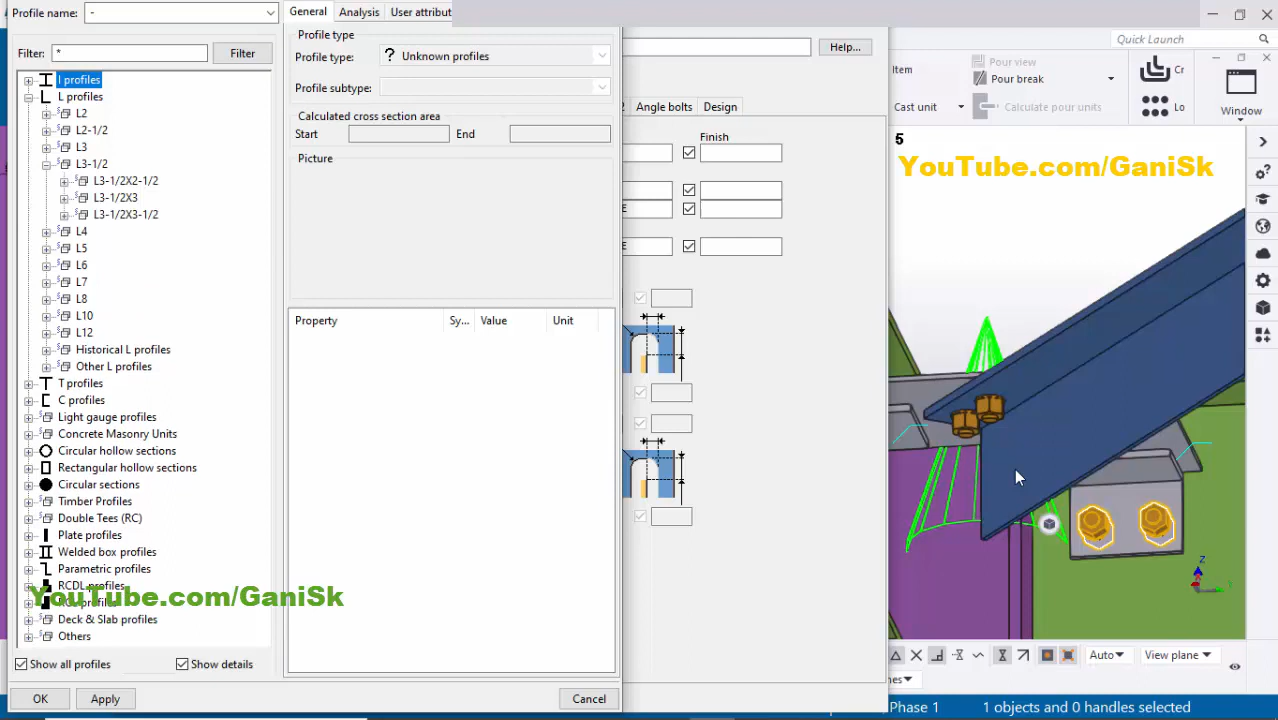 Profile name: -
General
Analysis
User attribut
Filter: *
Filter
I profiles
L profiles
L2
L2-1/2
L3
L3-1/2
L3-1/2X2-1/2
L3-1/2X3
L3-1/2X3-1/2
L4
L5
L6
L7
L8
L10
L12
Historical L profiles
Other L profiles
T profiles
C profiles
Light gauge profiles
Concrete Masonry Units
Circular hollow sections
Rectangular hollow sections
Circular sections
Timber Profiles
Double Tees (RC)
Plate profiles
Welded box profiles
Parametric profiles
RCDL profiles
YouTube.com/GaniSk
Deck & Slab profiles
Others
Show all profiles
Show details
OK
Apply
Cancel
Profile type
Profile type: ? Unknown profiles
Profile subtype:
Calculated cross section area
Start
End
Picture
Property
Sy...
Value
Unit
Help...
2
Angle bolts
Design
Finish
E
E
Quick Launch
Item
Pour view
Pour break
Cast unit
Calculate pour units
Cr
Lo
Window
5
YouTube.com/GaniSk
Z
Auto
View plane
nes
Phase 1
1 objects and 0 handles selected